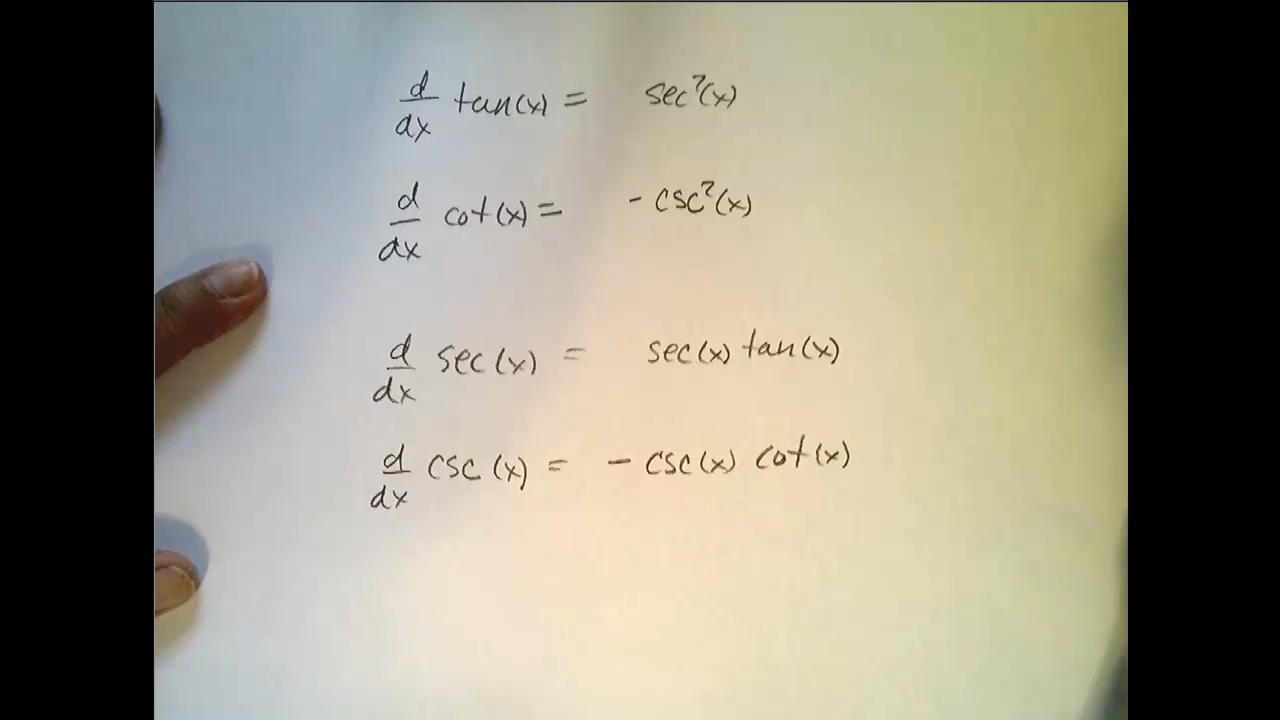 d/dx tan(x) = sec²(x)
d/dx cot(x) = - csc²(x)
d/dx sec(x) = sec(x) tan(x)
d/dx csc(x) = - csc(x) cot(x)